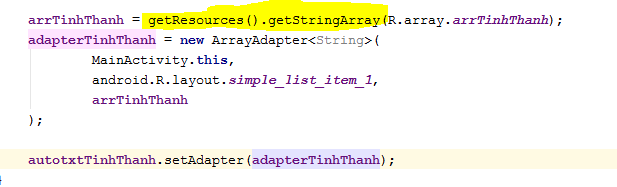 arrTinhThanh = getResources().getStringArray(R.array.arrTinhThanh);
adapterTinhThanh = new ArrayAdapter<String>(
MainActivity.this,
android.R.layout.simple_list_item_1,
arrTinhThanh
);
autotxtTinhThanh.setAdapter(adapterTinhThanh);
}